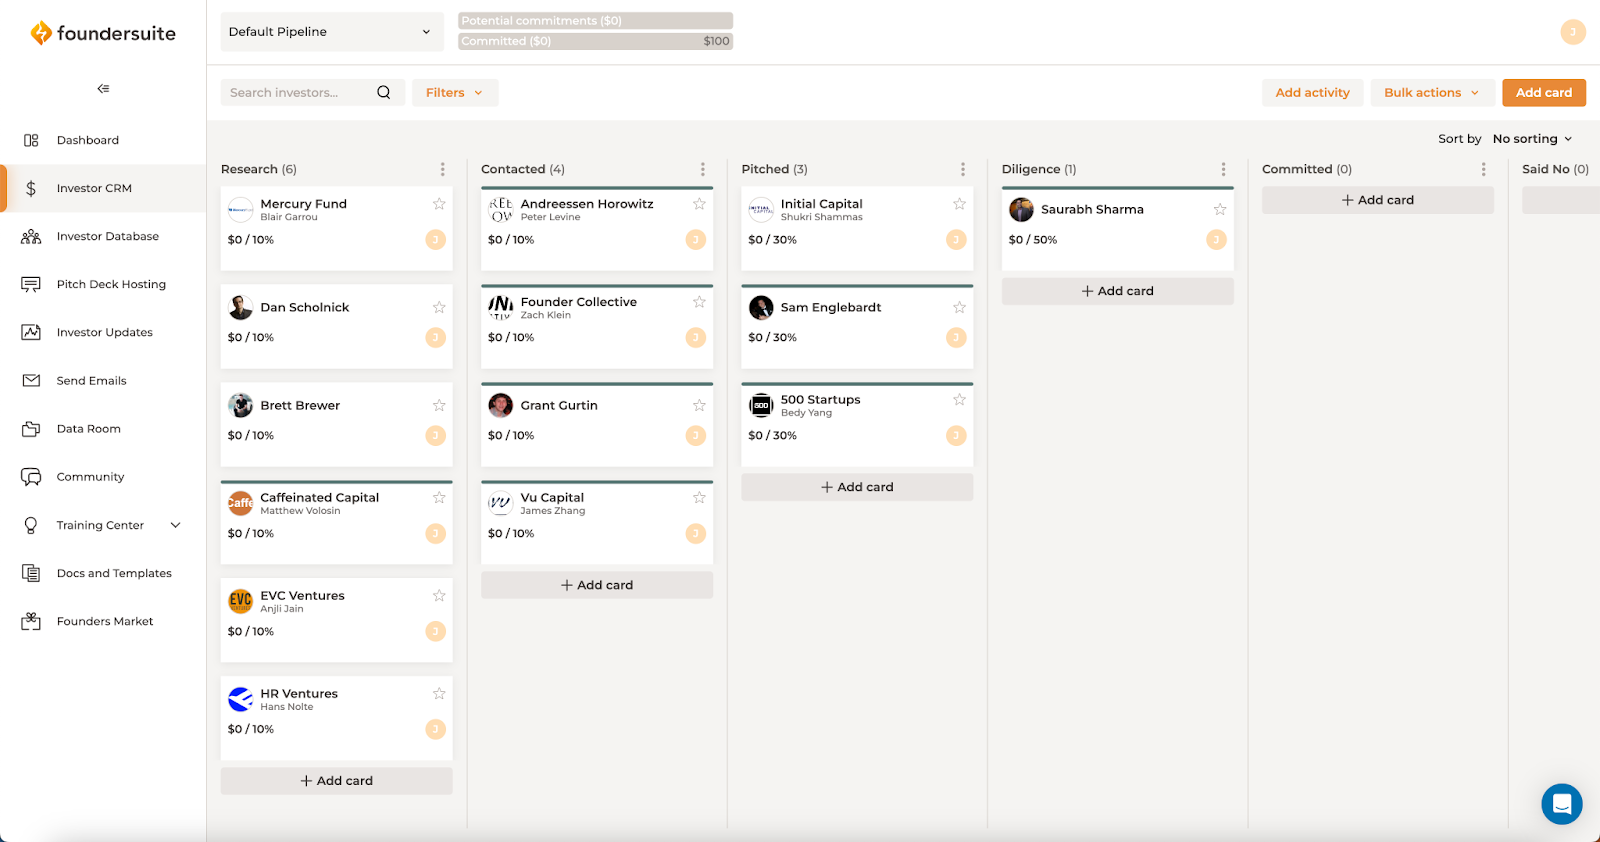 foundersuite
Default Pipeline
Potential commitments ($0)
Committed ($0) $100
J
Search investors...
Filters
Add activity
Bulk actions
Add card
Sort by No sorting
Dashboard
Investor CRM
Investor Database
Pitch Deck Hosting
Investor Updates
Send Emails
Data Room
Community
Training Center
Docs and Templates
Founders Market
Research (6)
Mercury Fund
Blair Garrou
$0 / 10% J
Dan Scholnick
$0 / 10% J
Brett Brewer
$0 / 10% J
Caffe
Caffeinated Capital
Matthew Volosin
$0 / 10% J
EVC
EVC Ventures
Anjli Jain
$0 / 10% J
HR Ventures
Hans Nolte
$0 / 10% J
+ Add card
Contacted (4)
Andreessen Horowitz
Peter Levine
$0 / 10% J
Founder Collective
Zach Klein
$0 / 10% J
Grant Gurtin
$0 / 10% J
VU
Vu Capital
James Zhang
$0 / 10% J
+ Add card
Pitched (3)
INITIAL
CAPITAL
Initial Capital
Shukri Shammas
$0 / 30% J
Sam Englebardt
$0 / 30% J
500
500 Startups
Bedy Yang
$0 / 30% J
+ Add card
Diligence (1)
Saurabh Sharma
$0 / 50% J
+ Add card
Committed (0)
+ Add card
Said No (0)